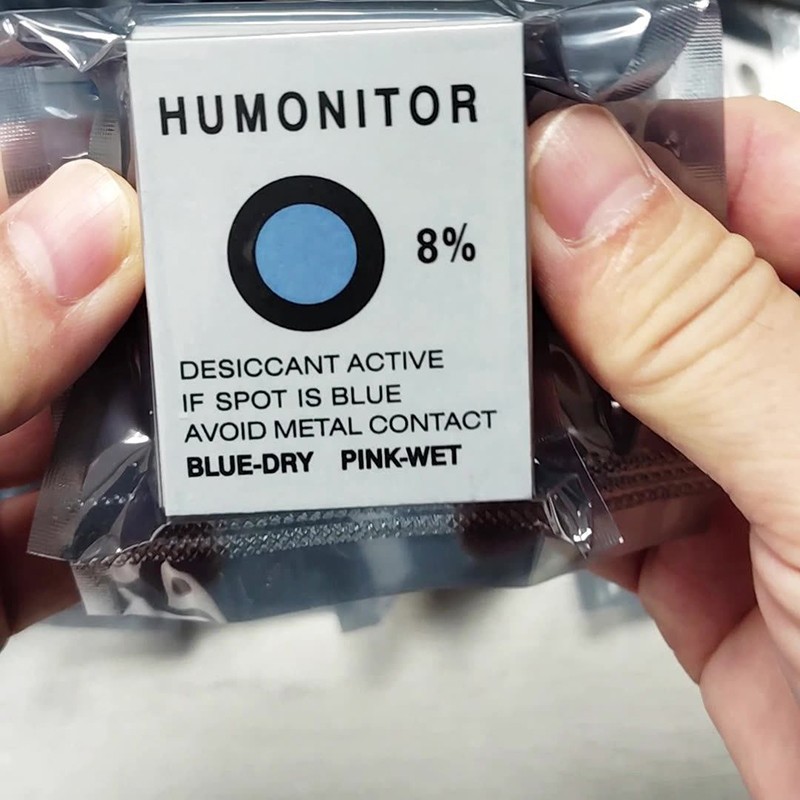 HUMONITOR
8%
DESICCANT ACTIVE
IF SPOT IS BLUE
AVOID METAL CONTACT
BLUE-DRY PINK-WET